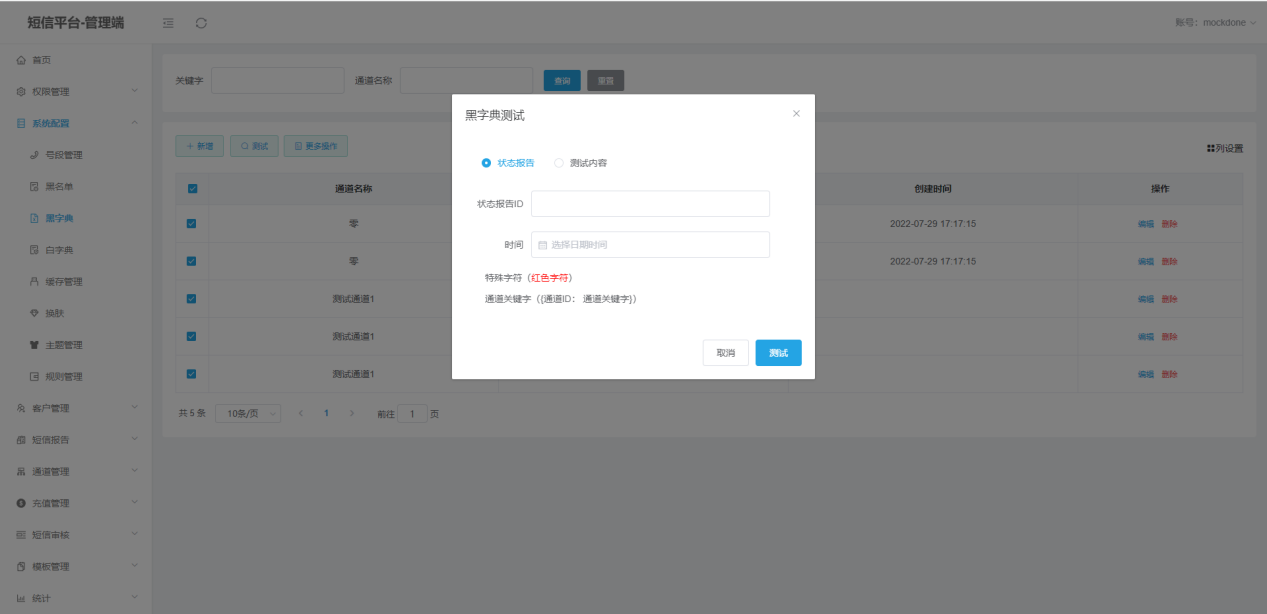 短信平台-管理端
账号：mockdone
首页
权限管理
系统配置
号段管理
黑名单
黑字典
白字典
缓存管理
换肤
主题管理
规则管理
客户管理
短信报告
通道管理
充值管理
短信审核
模板管理
统计
关键字
通道名称
查询
重置
新增
测试
更多操作
列设置
通道名称 创建时间 操作
零 2022-07-29 17:17:15 编辑 删除
零 2022-07-29 17:17:15 编辑 删除
测试通道1 编辑 删除
测试通道1 编辑 删除
测试通道1 编辑 删除
共 5 条 10条/页 1 前往 1 页
黑字典测试
状态报告 测试内容
状态报告ID
时间 选择日期时间
特殊字符（红色字符）
通道关键字（{通道ID： 通道关键字}）
取消 测试